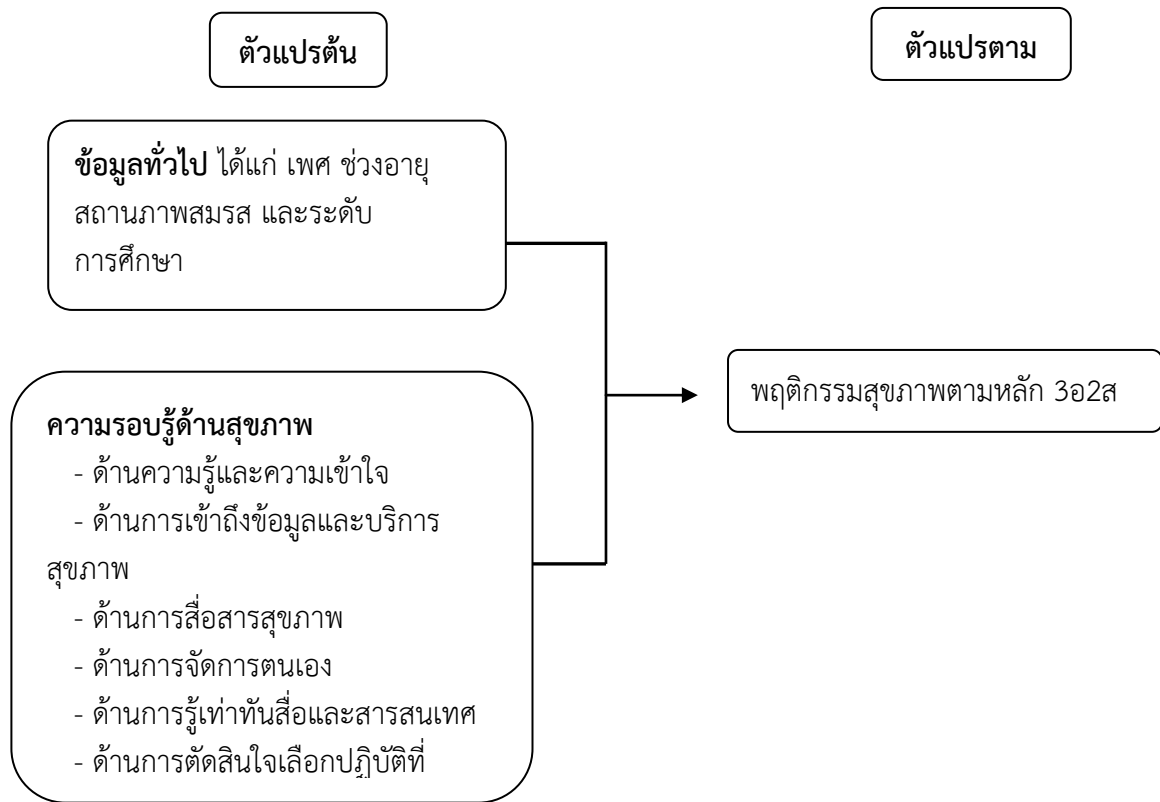 ตัวแปรต้น
ตัวแปรตาม
ข้อมูลทั่วไป ได้แก่ เพศ ช่วงอายุ
สถานภาพสมรส และระดับ
การศึกษา
ความรอบรู้ด้านสุขภาพ
- ด้านความรู้และความเข้าใจ
- ด้านการเข้าถึงข้อมูลและบริการ
สุขภาพ
- ด้านการสื่อสารสุขภาพ
- ด้านการจัดการตนเอง
- ด้านการรู้เท่าทันสื่อและสารสนเทศ
- ด้านการตัดสินใจเลือกปฏิบัติที่
พฤติกรรมสุขภาพตามหลัก 3อ2ส